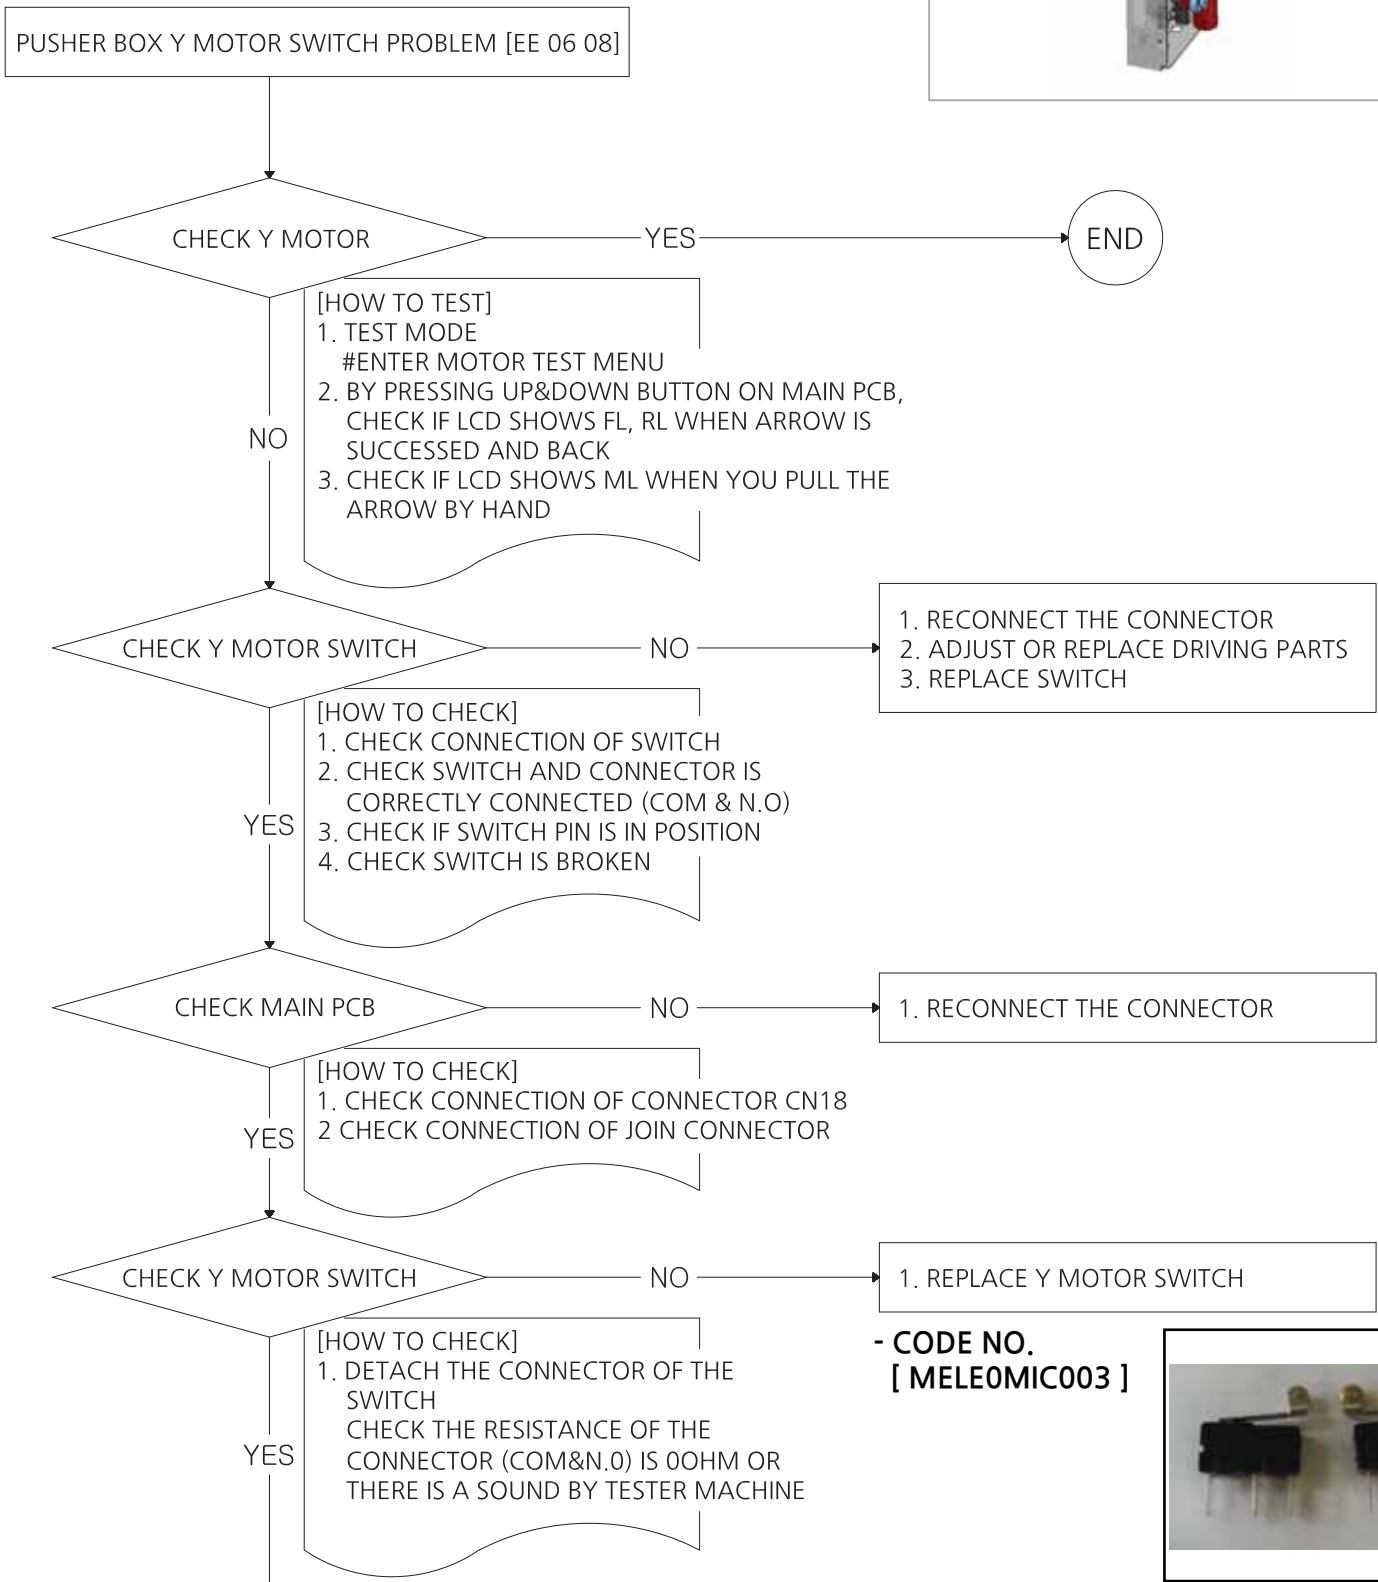 PUSHER BOX Y MOTOR SWITCH PROBLEM [EE 06 08]
CHECK Y MOTOR
YES
END
[HOW TO TEST]
1. TEST MODE
#ENTER MOTOR TEST MENU
2. BY PRESSING UP&DOWN BUTTON ON MAIN PCB,
CHECK IF LCD SHOWS FL, RL WHEN ARROW IS
SUCCESSED AND BACK
3. CHECK IF LCD SHOWS ML WHEN YOU PULL THE
ARROW BY HAND
NO
CHECK Y MOTOR SWITCH
NO
1. RECONNECT THE CONNECTOR
2. ADJUST OR REPLACE DRIVING PARTS
3. REPLACE SWITCH
[HOW TO CHECK]
1. CHECK CONNECTION OF SWITCH
2. CHECK SWITCH AND CONNECTOR IS
CORRECTLY CONNECTED (COM & N.O)
3. CHECK IF SWITCH PIN IS IN POSITION
4. CHECK SWITCH IS BROKEN
YES
CHECK MAIN PCB
NO
1. RECONNECT THE CONNECTOR
[HOW TO CHECK]
1. CHECK CONNECTION OF CONNECTOR CN18
2 CHECK CONNECTION OF JOIN CONNECTOR
YES
CHECK Y MOTOR SWITCH
NO
1. REPLACE Y MOTOR SWITCH
- CODE NO.
[ MELE0MIC003 ]
[HOW TO CHECK]
1. DETACH THE CONNECTOR OF THE
SWITCH
CHECK THE RESISTANCE OF THE
CONNECTOR (COM&N.0) IS 0OHM OR
THERE IS A SOUND BY TESTER MACHINE
YES